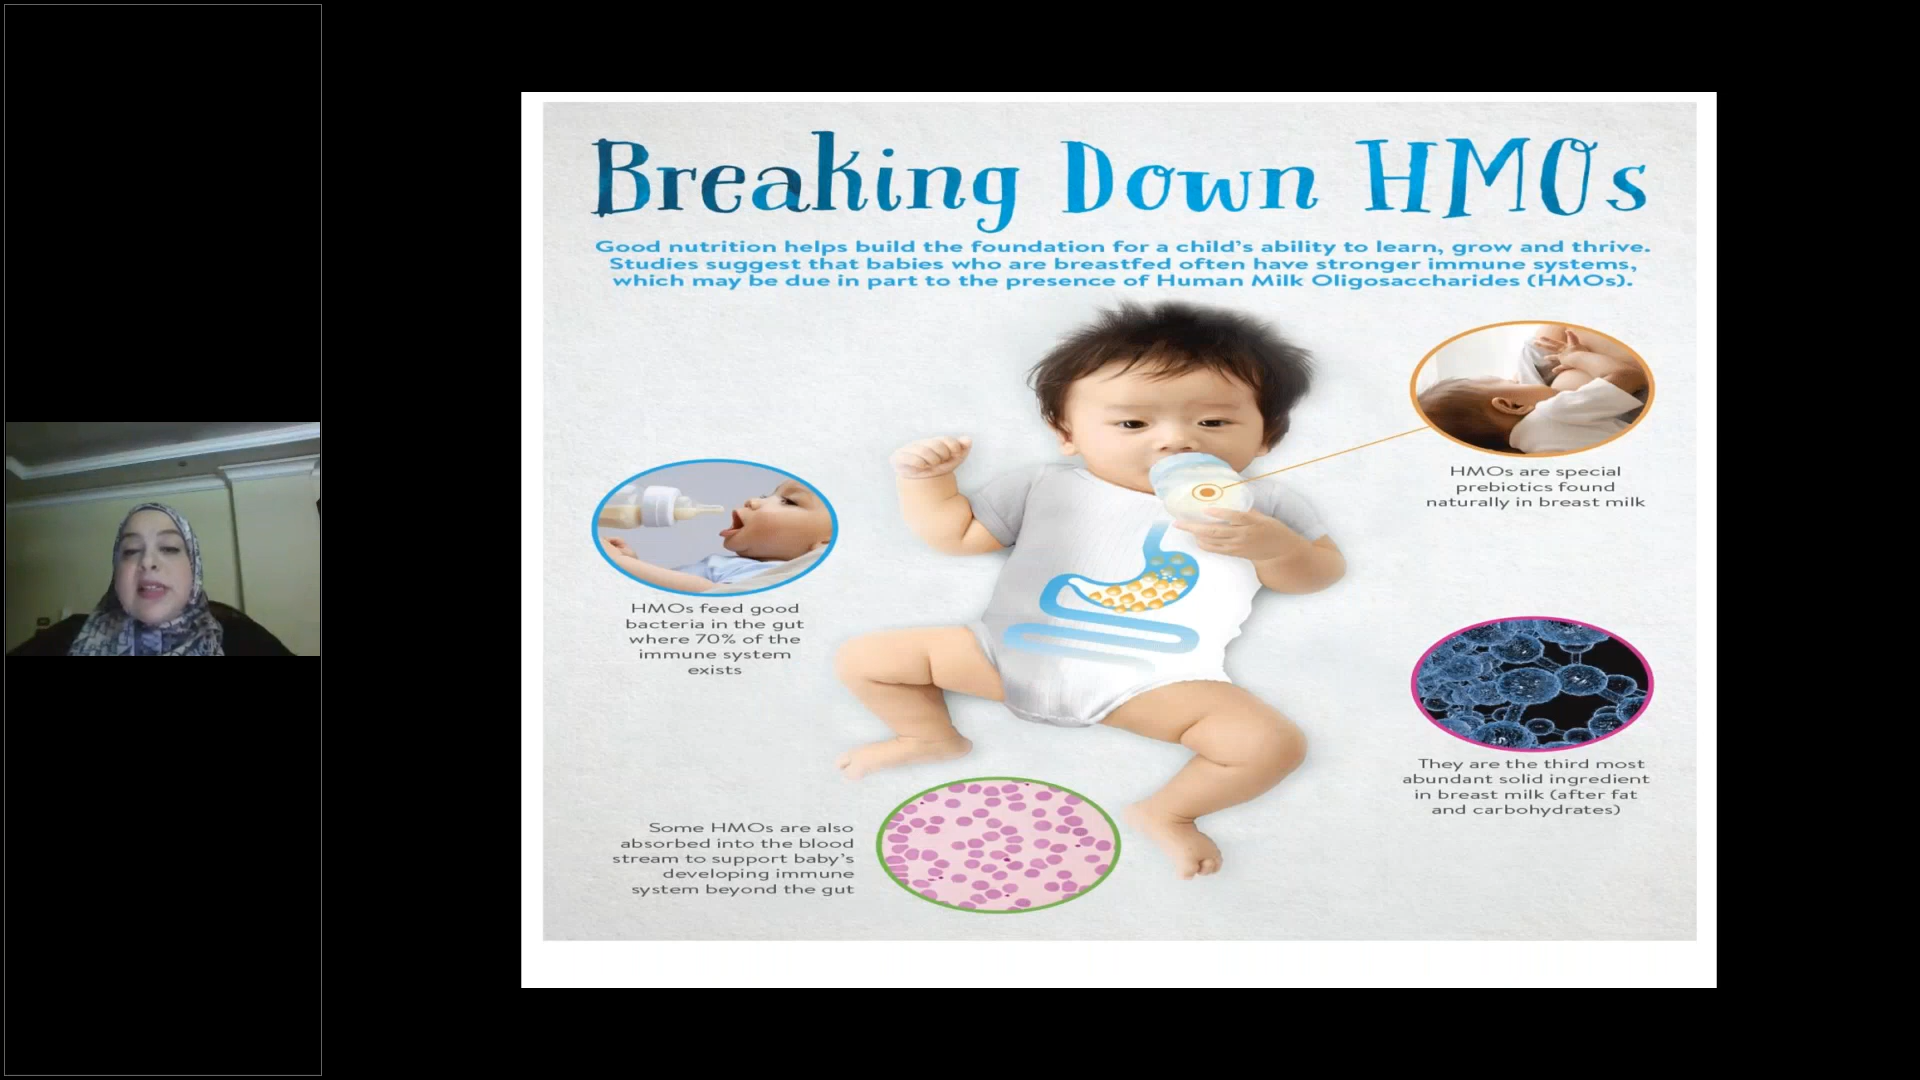 Breaking Down HMOs
Good nutrition helps build the foundation for a child's ability to learn, grow and thrive.
Studies suggest that babies who are breastfed often have stronger immune systems,
which may be due in part to the presence of Human Milk Oligosaccharides (HMOs).
HMOs are special
prebiotics found
naturally in breast milk
HMOs feed good
bacteria in the gut
where 70% of the
immune system
exists
They are the third most
abundant solid ingredient
in breast milk (after fat
and carbohydrates)
Some HMOs are also
absorbed into the blood
stream to support baby's
developing immune
system beyond the gut